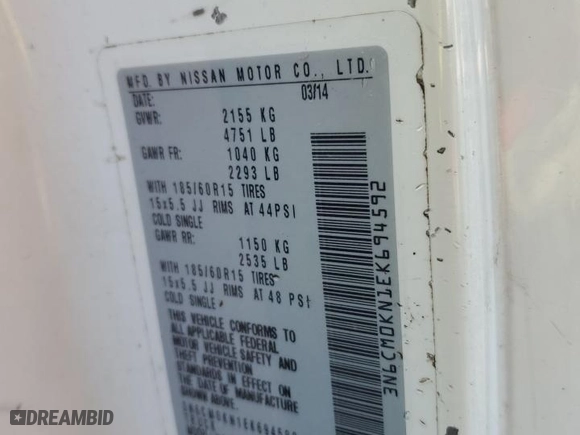 MFD. BY NISSAN MOTOR CO., LTD.
DATE: 03/14
GVWR: 2155 KG
4751 LB
GAWR FR: 1040 KG
2293 LB
WITH 185/60R15 TIRES
15x5.5 JJ RIMS AT 44PSI
COLD SINGLE
GAWR RR: 1150 KG
2535 LB
WITH 185/60R15 TIRES
15x5.5 JJ RIMS AT 48 PSI
COLD SINGLE
THIS VEHICLE CONFORMS TO
ALL APPLICABLE FEDERAL
MOTOR VEHICLE SAFETY AND
THEFT PREVENTION
STANDARDS IN EFFECT ON
THE DATE OF MANUFACTURE
SHOWN ABOVE.
3N6CM0KN1EK694592
TRUCK
3N6CM0KN1EK694592
DREAMBID